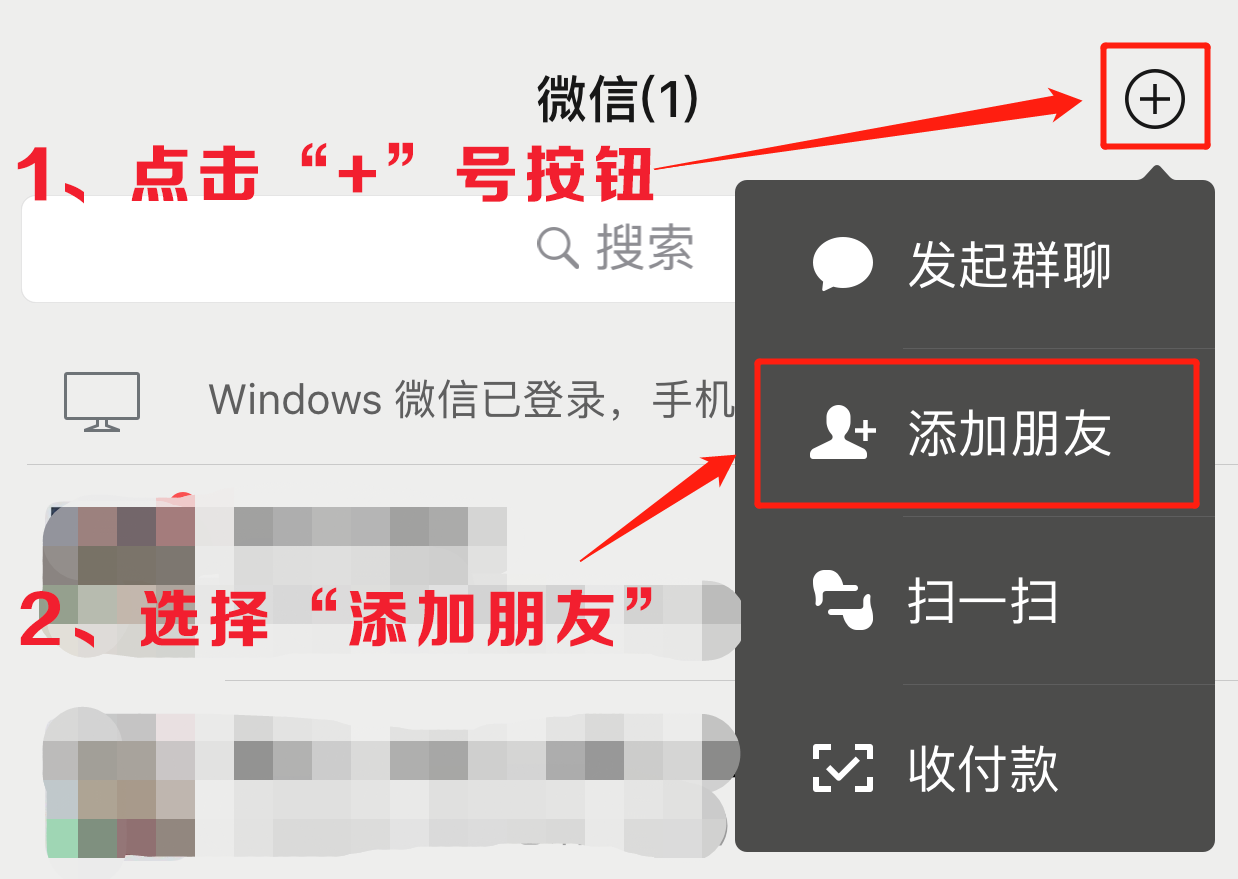 微信(1)
1、点击“+”号按钮
搜索
发起群聊
Windows 微信已登录，手机
添加朋友
2、选择“添加朋友”
扫一扫
收付款